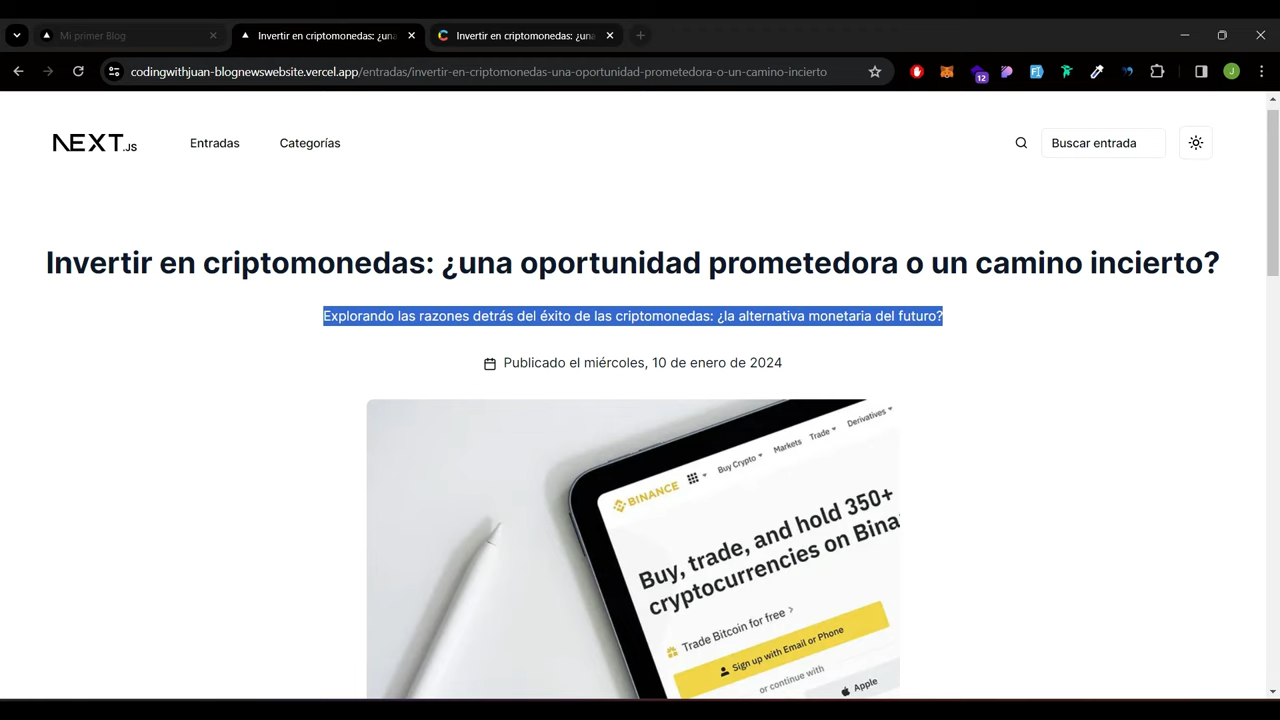 Mi primer Blog
Invertir en criptomonedas: ¿una
Invertir en criptomonedas: ¿una
codingwithjuan-blognewswebsite.vercel.app/entradas/invertir-en-criptomonedas-una-oportunidad-prometedora-o-un-camino-incierto
12
J
NEXT.JS
Entradas
Categorías
Buscar entrada
Invertir en criptomonedas: ¿una oportunidad prometedora o un camino incierto?
Explorando las razones detrás del éxito de las criptomonedas: ¿la alternativa monetaria del futuro?
Publicado el miércoles, 10 de enero de 2024
BINANCE
Buy Crypto
Markets
Trade
Derivatives
Buy, trade, and hold 350+
cryptocurrencies on Bina
Trade Bitcoin for free >
Sign up with Email or Phone
or continue with
Apple